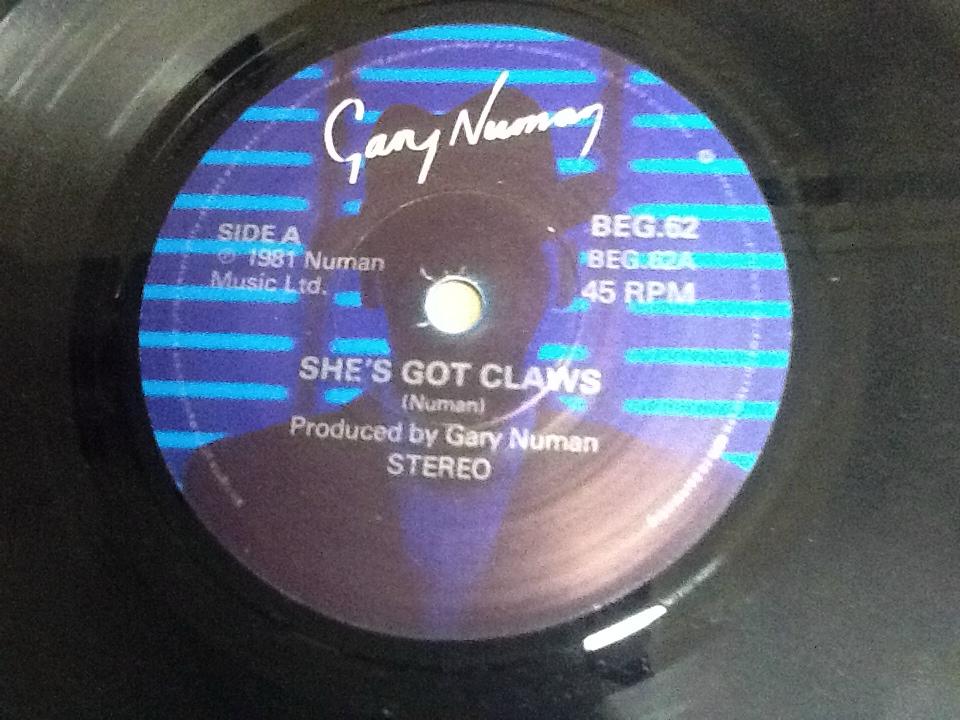 Gary Numan
SIDE A
℗ 1981 Numan
Music Ltd.
BEG.62
BEG.62A
45 RPM
SHE'S GOT CLAWS
(Numan)
Produced by Gary Numan
STEREO